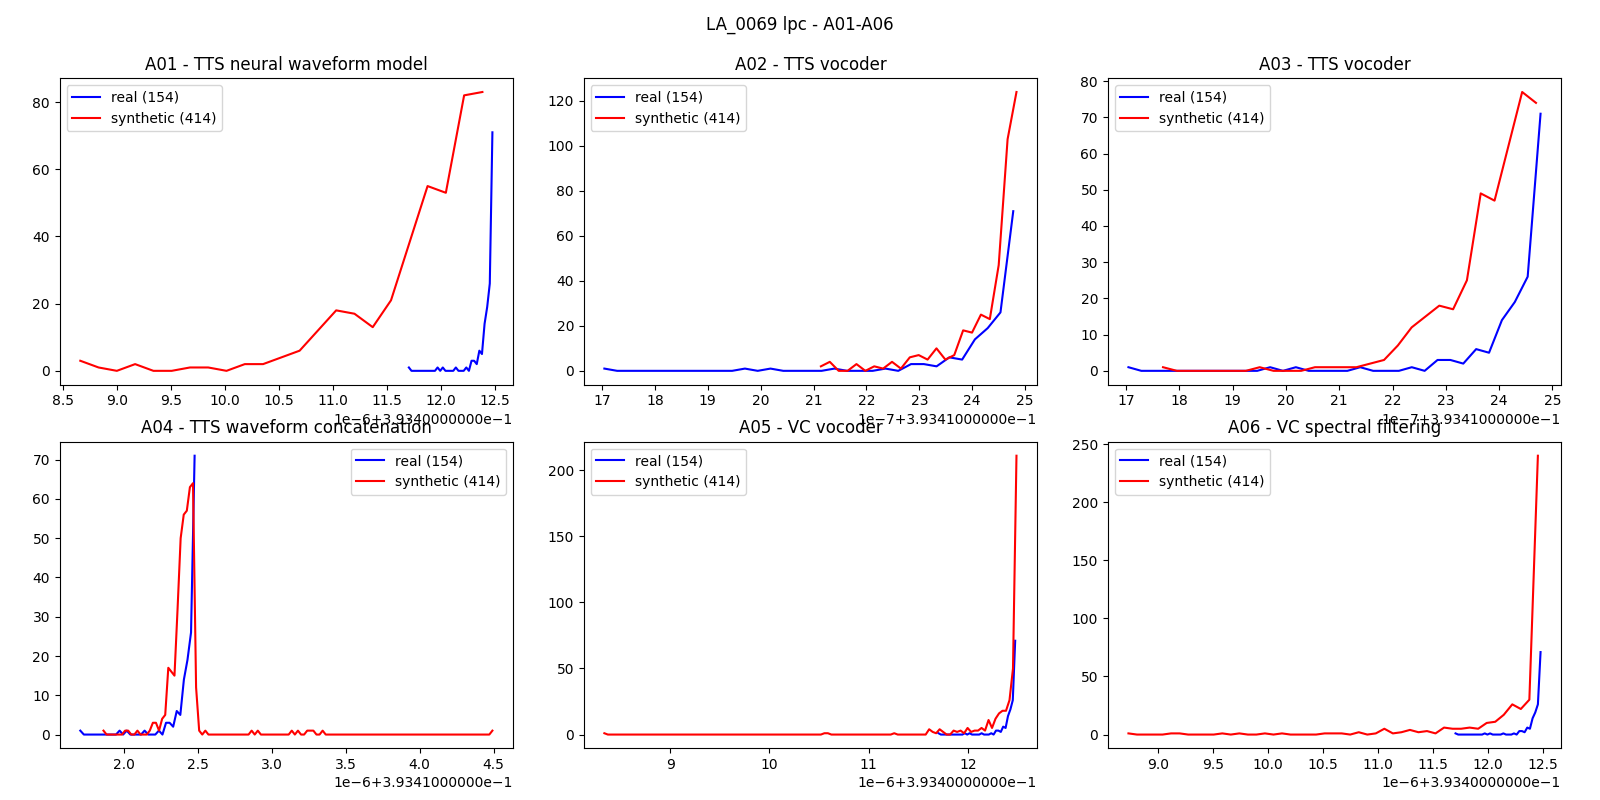 LA_0069 lpc - A01-A06
A01 - TTS neural waveform model
real (154)
synthetic (414)
80
60
40
20
0
8.5 9.0 9.5 10.0 10.5 11.0 11.5 12.0 12.5
1e−6+3.9340000000e−1
A02 - TTS vocoder
real (154)
synthetic (414)
120
100
80
60
40
20
0
17 18 19 20 21 22 23 24 25
1e−7+3.9341000000e−1
A03 - TTS vocoder
real (154)
synthetic (414)
80
70
60
50
40
30
20
10
0
17 18 19 20 21 22 23 24 25
1e−7+3.9341000000e−1
A04 - TTS waveform concatenation
real (154)
synthetic (414)
70
60
50
40
30
20
10
0
2.0 2.5 3.0 3.5 4.0 4.5
1e−6+3.9341000000e−1
A05 - VC vocoder
real (154)
synthetic (414)
200
150
100
50
0
9 10 11 12
1e−6+3.9340000000e−1
A06 - VC spectral filtering
real (154)
synthetic (414)
250
200
150
100
50
0
9.0 9.5 10.0 10.5 11.0 11.5 12.0 12.5
1e−6+3.9340000000e−1